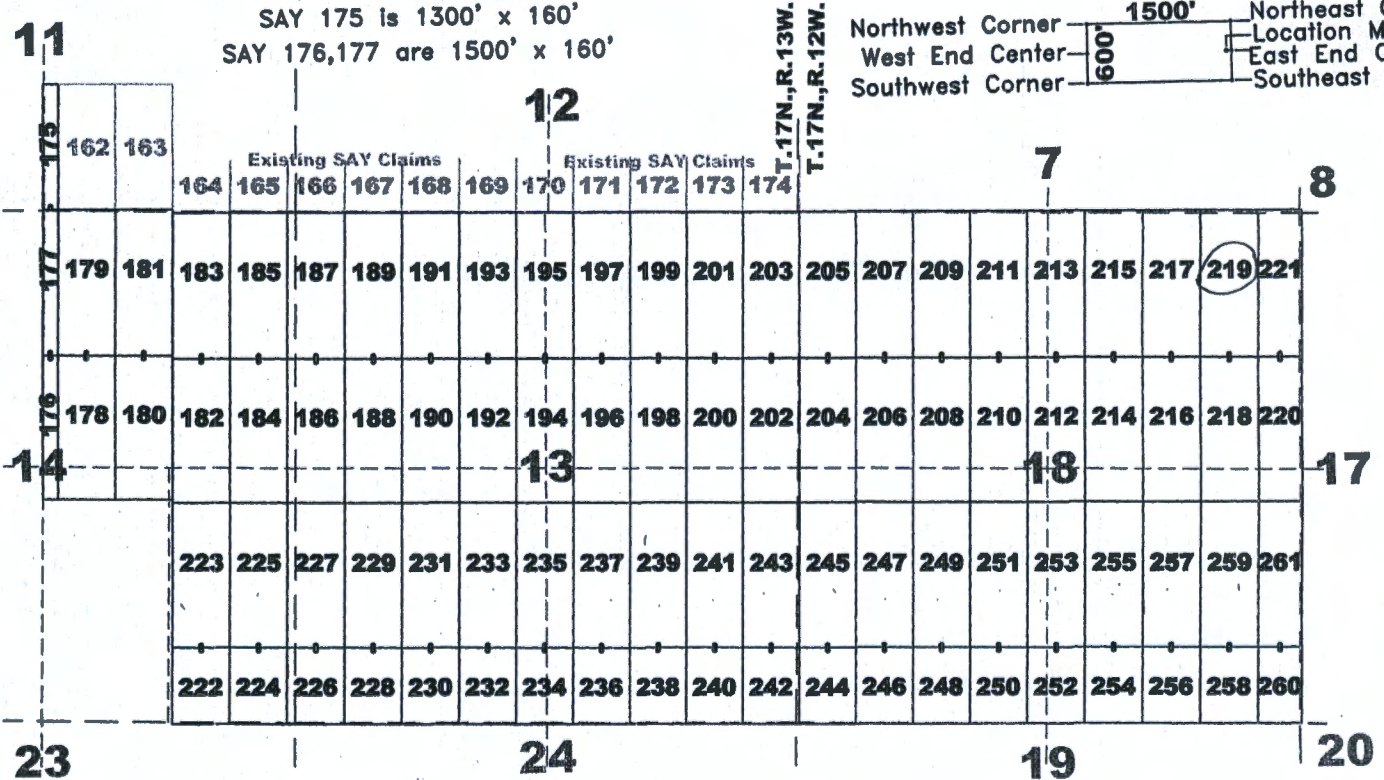 SAY 175 is 1300' x 160'
SAY 176,177 are 1500' x 160'
T.17N.,R.13W.
T.17N.,R.12W.
1500'
600'
Northwest Corner
West End Center
Southwest Corner
Northeast
Location
East End
Southeast
11
12
7
8
Existing SAY Claims
Existing SAY Claims
175 162 163
164 165 166 167 168 169 170 171 172 173 174
177 179 181 183 185 187 189 191 193 195 197 199 201 203 205 207 209 211 213 215 217 219 221
176 178 180 182 184 186 188 190 192 194 196 198 200 202 204 206 208 210 212 214 216 218 220
14 13 18 17
223 225 227 229 231 233 235 237 239 241 243 245 247 249 251 253 255 257 259 261
222 224 226 228 230 232 234 236 238 240 242 244 246 248 250 252 254 256 258 260
23 24 19 20